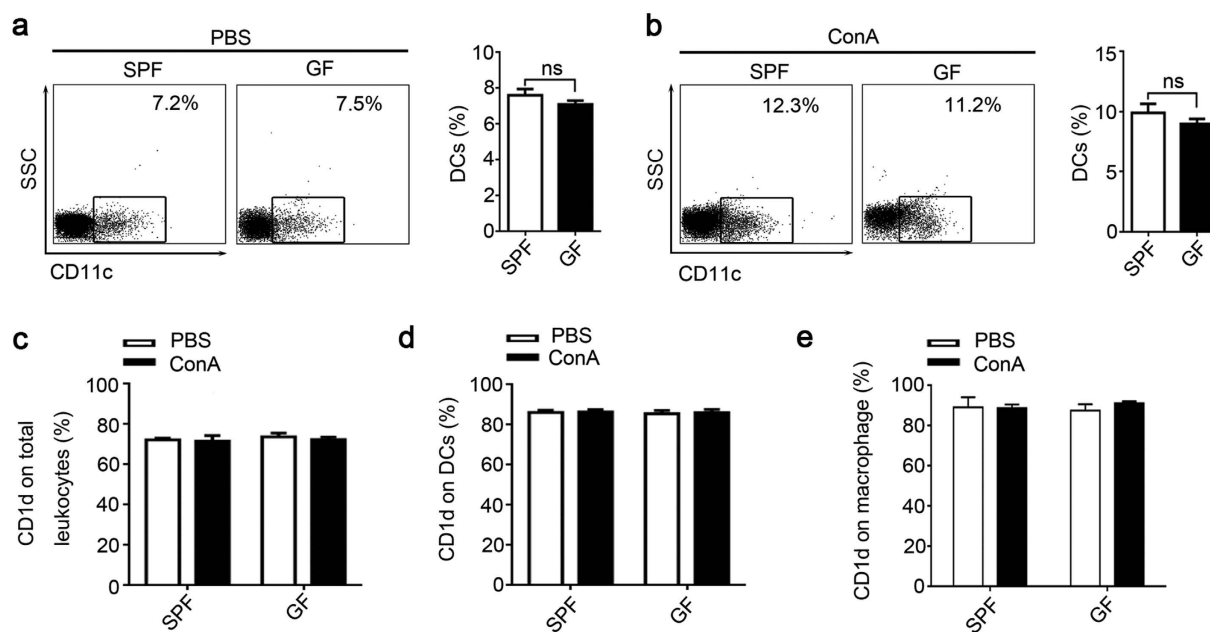 a
PBS
SPF GF
7.2% 7.5%
SSC
CD11c
DCs (%)
10
8
6
4
2
0
ns
SPF GF
b
ConA
SPF GF
12.3% 11.2%
SSC
CD11c
DCs (%)
15
10
5
0
ns
SPF GF
c
PBS
ConA
CD1d on total
leukocytes (%)
100
80
60
40
20
0
SPF GF
d
PBS
ConA
CD1d on DCs (%)
100
80
60
40
20
0
SPF GF
e
PBS
ConA
CD1d on macrophage (%)
100
80
60
40
20
0
SPF GF